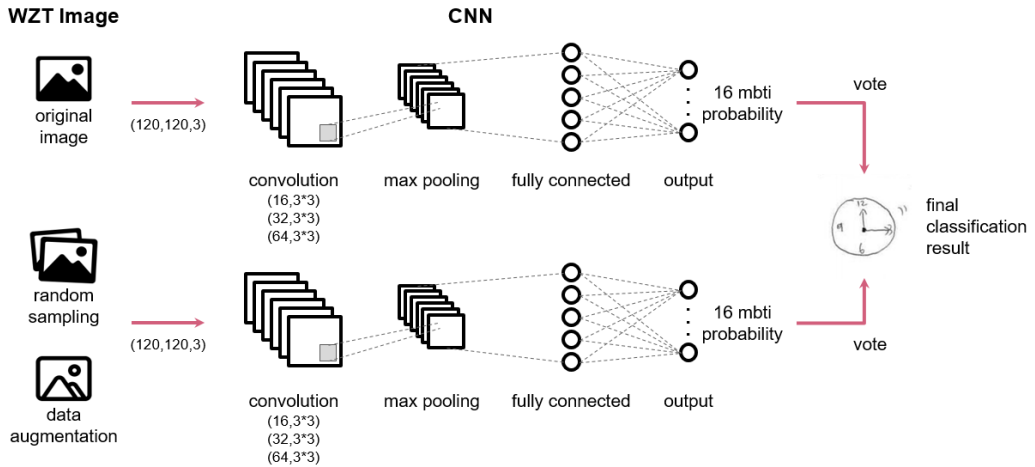 WZT Image
CNN
original
image
(120,120,3)
convolution
(16,3*3)
(32,3*3)
(64,3*3)
max pooling
fully connected
output
16 mbti
probability
vote
12
9
3
6
final
classification
result
random
sampling
(120,120,3)
data
augmentation
convolution
(16,3*3)
(32,3*3)
(64,3*3)
max pooling
fully connected
output
16 mbti
probability
vote